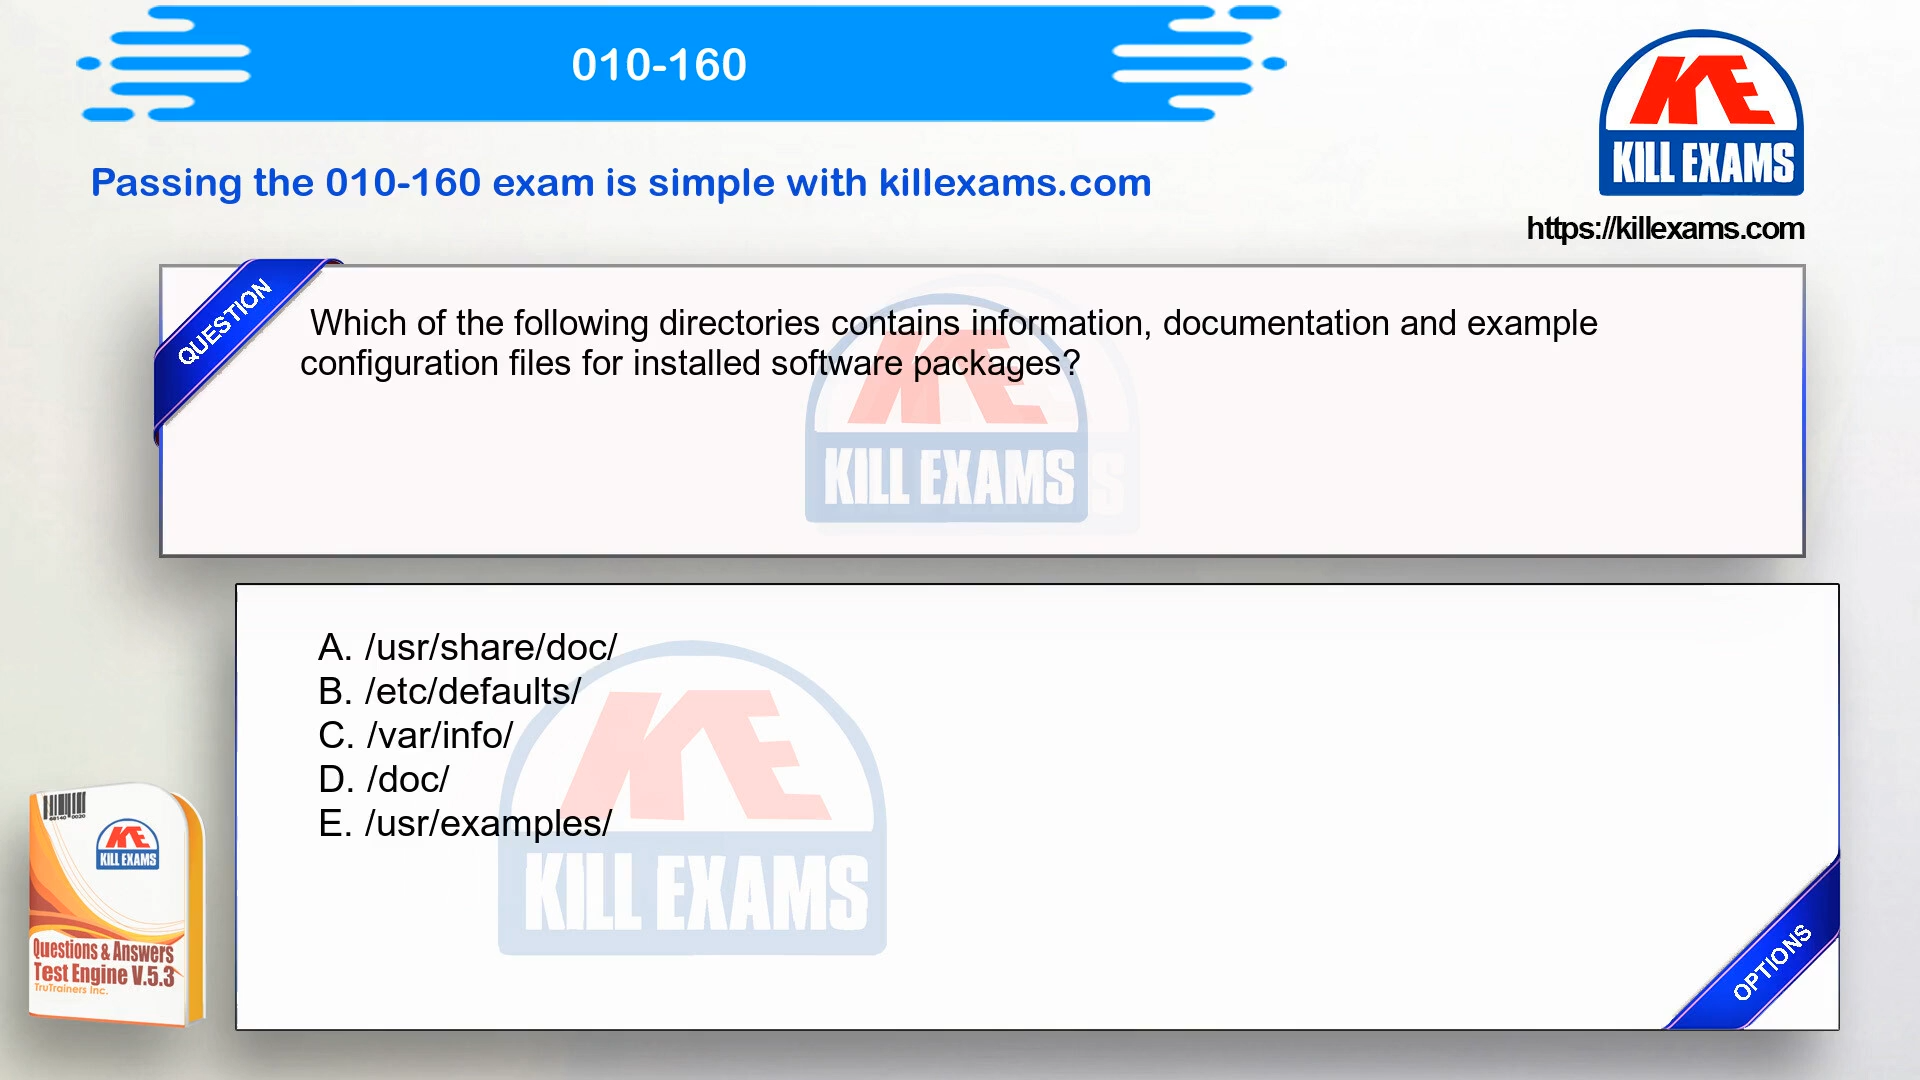 010-160
Passing the 010-160 exam is simple with killexams.com
KILL EXAMS
https://killexams.com
QUESTION
Which of the following directories contains information, documentation and example
configuration files for installed software packages?
KILL EXAMS
A. /usr/share/doc/
B. /etc/defaults/
C. /var/info/
D. /doc/
E. /usr/examples/
KILL EXAMS
OPTIONS
KILL EXAMS
Questions & Answers
Test Engine V.5.3
TruTrainers Inc.